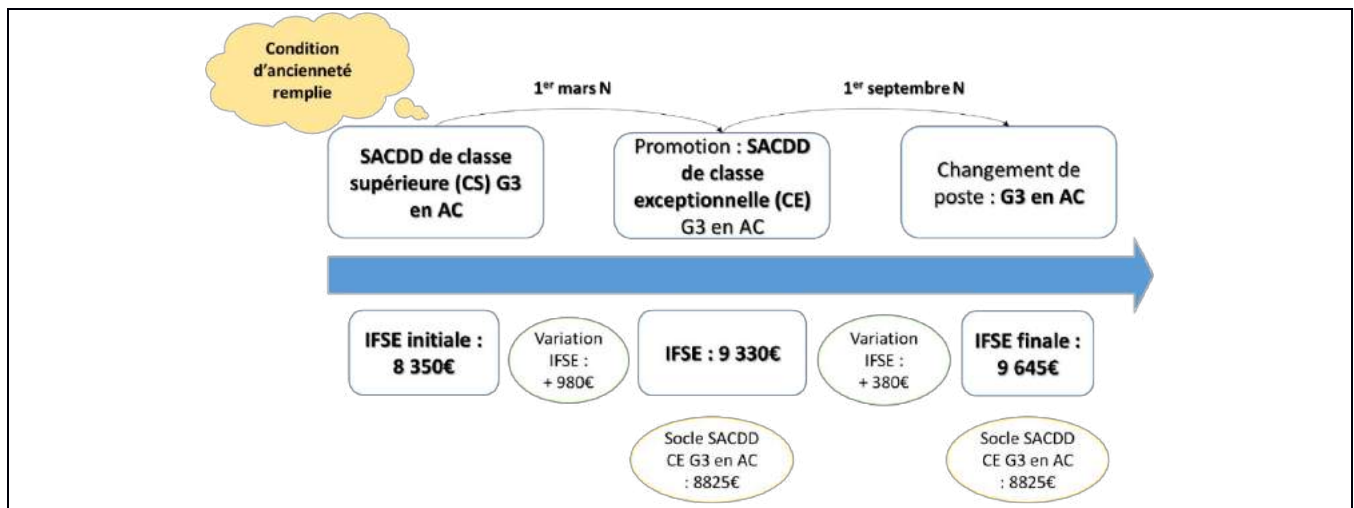 Condition
d'ancienneté
remplie
1er mars N
1er septembre N
SACDD de classe
supérieure (CS) G3
en AC
Promotion : SACDD
de classe
exceptionnelle (CE)
G3 en AC
Changement de
poste : G3 en AC
IFSE initiale :
8 350€
Variation
IFSE :
+ 980€
IFSE : 9 330€
Variation
IFSE :
+ 380€
IFSE finale :
9 645€
Socle SACDD
CE G3 en AC
: 8825€
Socle SACDD
CE G3 en AC
: 8825€